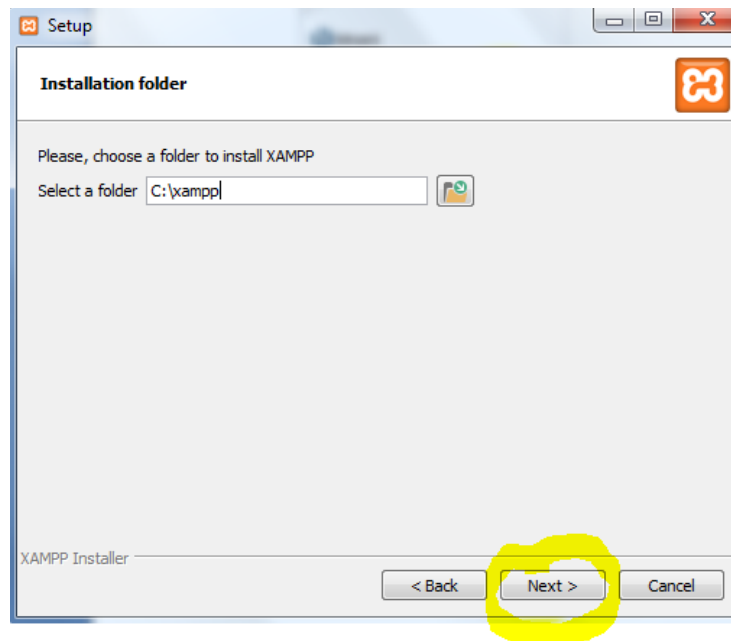 Setup
Installation folder
Please, choose a folder to install XAMPP
Select a folder C:\xampp
XAMPP Installer
< Back Next > Cancel